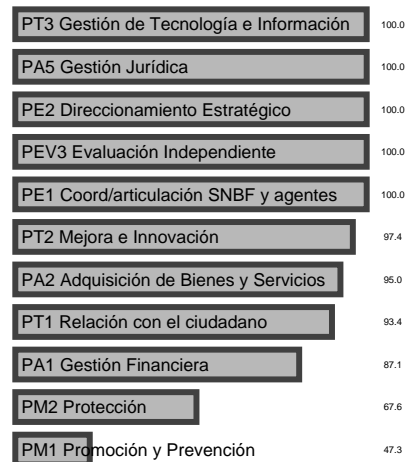 PT3 Gestión de Tecnología e Información 100.0
PA5 Gestión Jurídica 100.0
PE2 Direccionamiento Estratégico 100.0
PEV3 Evaluación Independiente 100.0
PE1 Coord/articulación SNBF y agentes 100.0
PT2 Mejora e Innovación 97.4
PA2 Adquisición de Bienes y Servicios 95.0
PT1 Relación con el ciudadano 93.4
PA1 Gestión Financiera 87.1
PM2 Protección 67.6
PM1 Promoción y Prevención 47.3